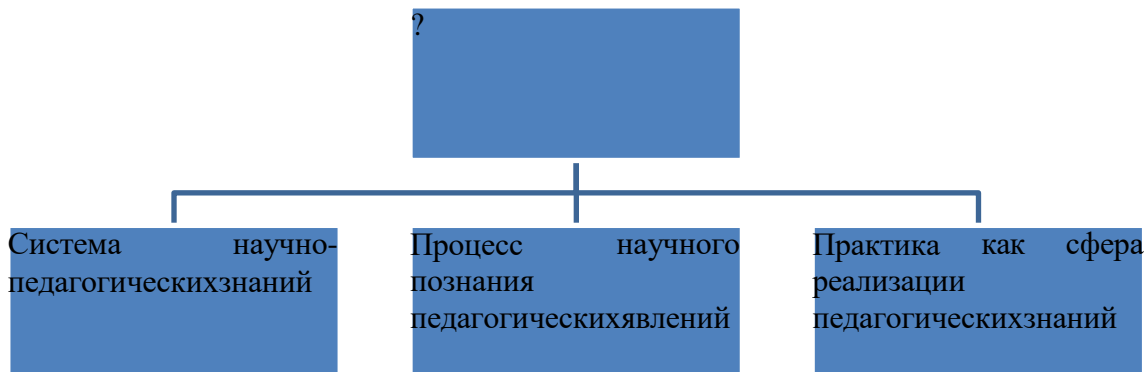 ?
Система научно-
педагогическихзнаний
Процесс научного
познания
педагогическихявлений
Практика как сфера
реализации
педагогическихзнаний